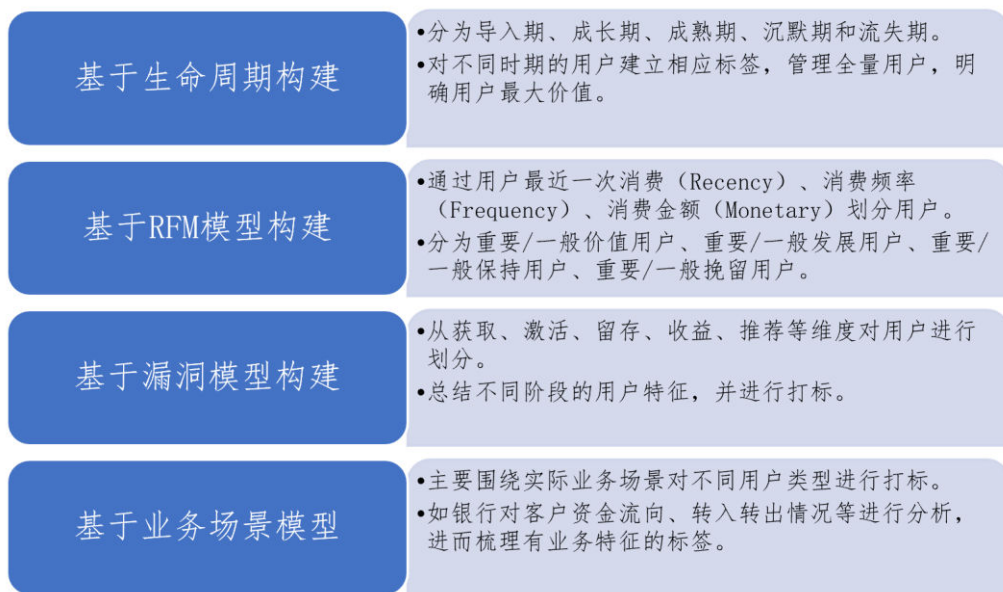 基于生命周期构建
•分为导入期、成长期、成熟期、沉默期和流失期。
•对不同时期的用户建立相应标签，管理全量用户，明
确用户最大价值。
基于RFM模型构建
•通过用户最近一次消费（Recency）、消费频率
（Frequency）、消费金额（Monetary）划分用户。
•分为重要/一般价值用户、重要/一般发展用户、重要/
一般保持用户、重要/一般挽留用户。
基于漏洞模型构建
•从获取、激活、留存、收益、推荐等维度对用户进行
划分。
•总结不同阶段的用户特征，并进行打标。
基于业务场景模型
•主要围绕实际业务场景对不同用户类型进行打标。
•如银行对客户资金流向、转入转出情况等进行分析，
进而梳理有业务特征的标签。